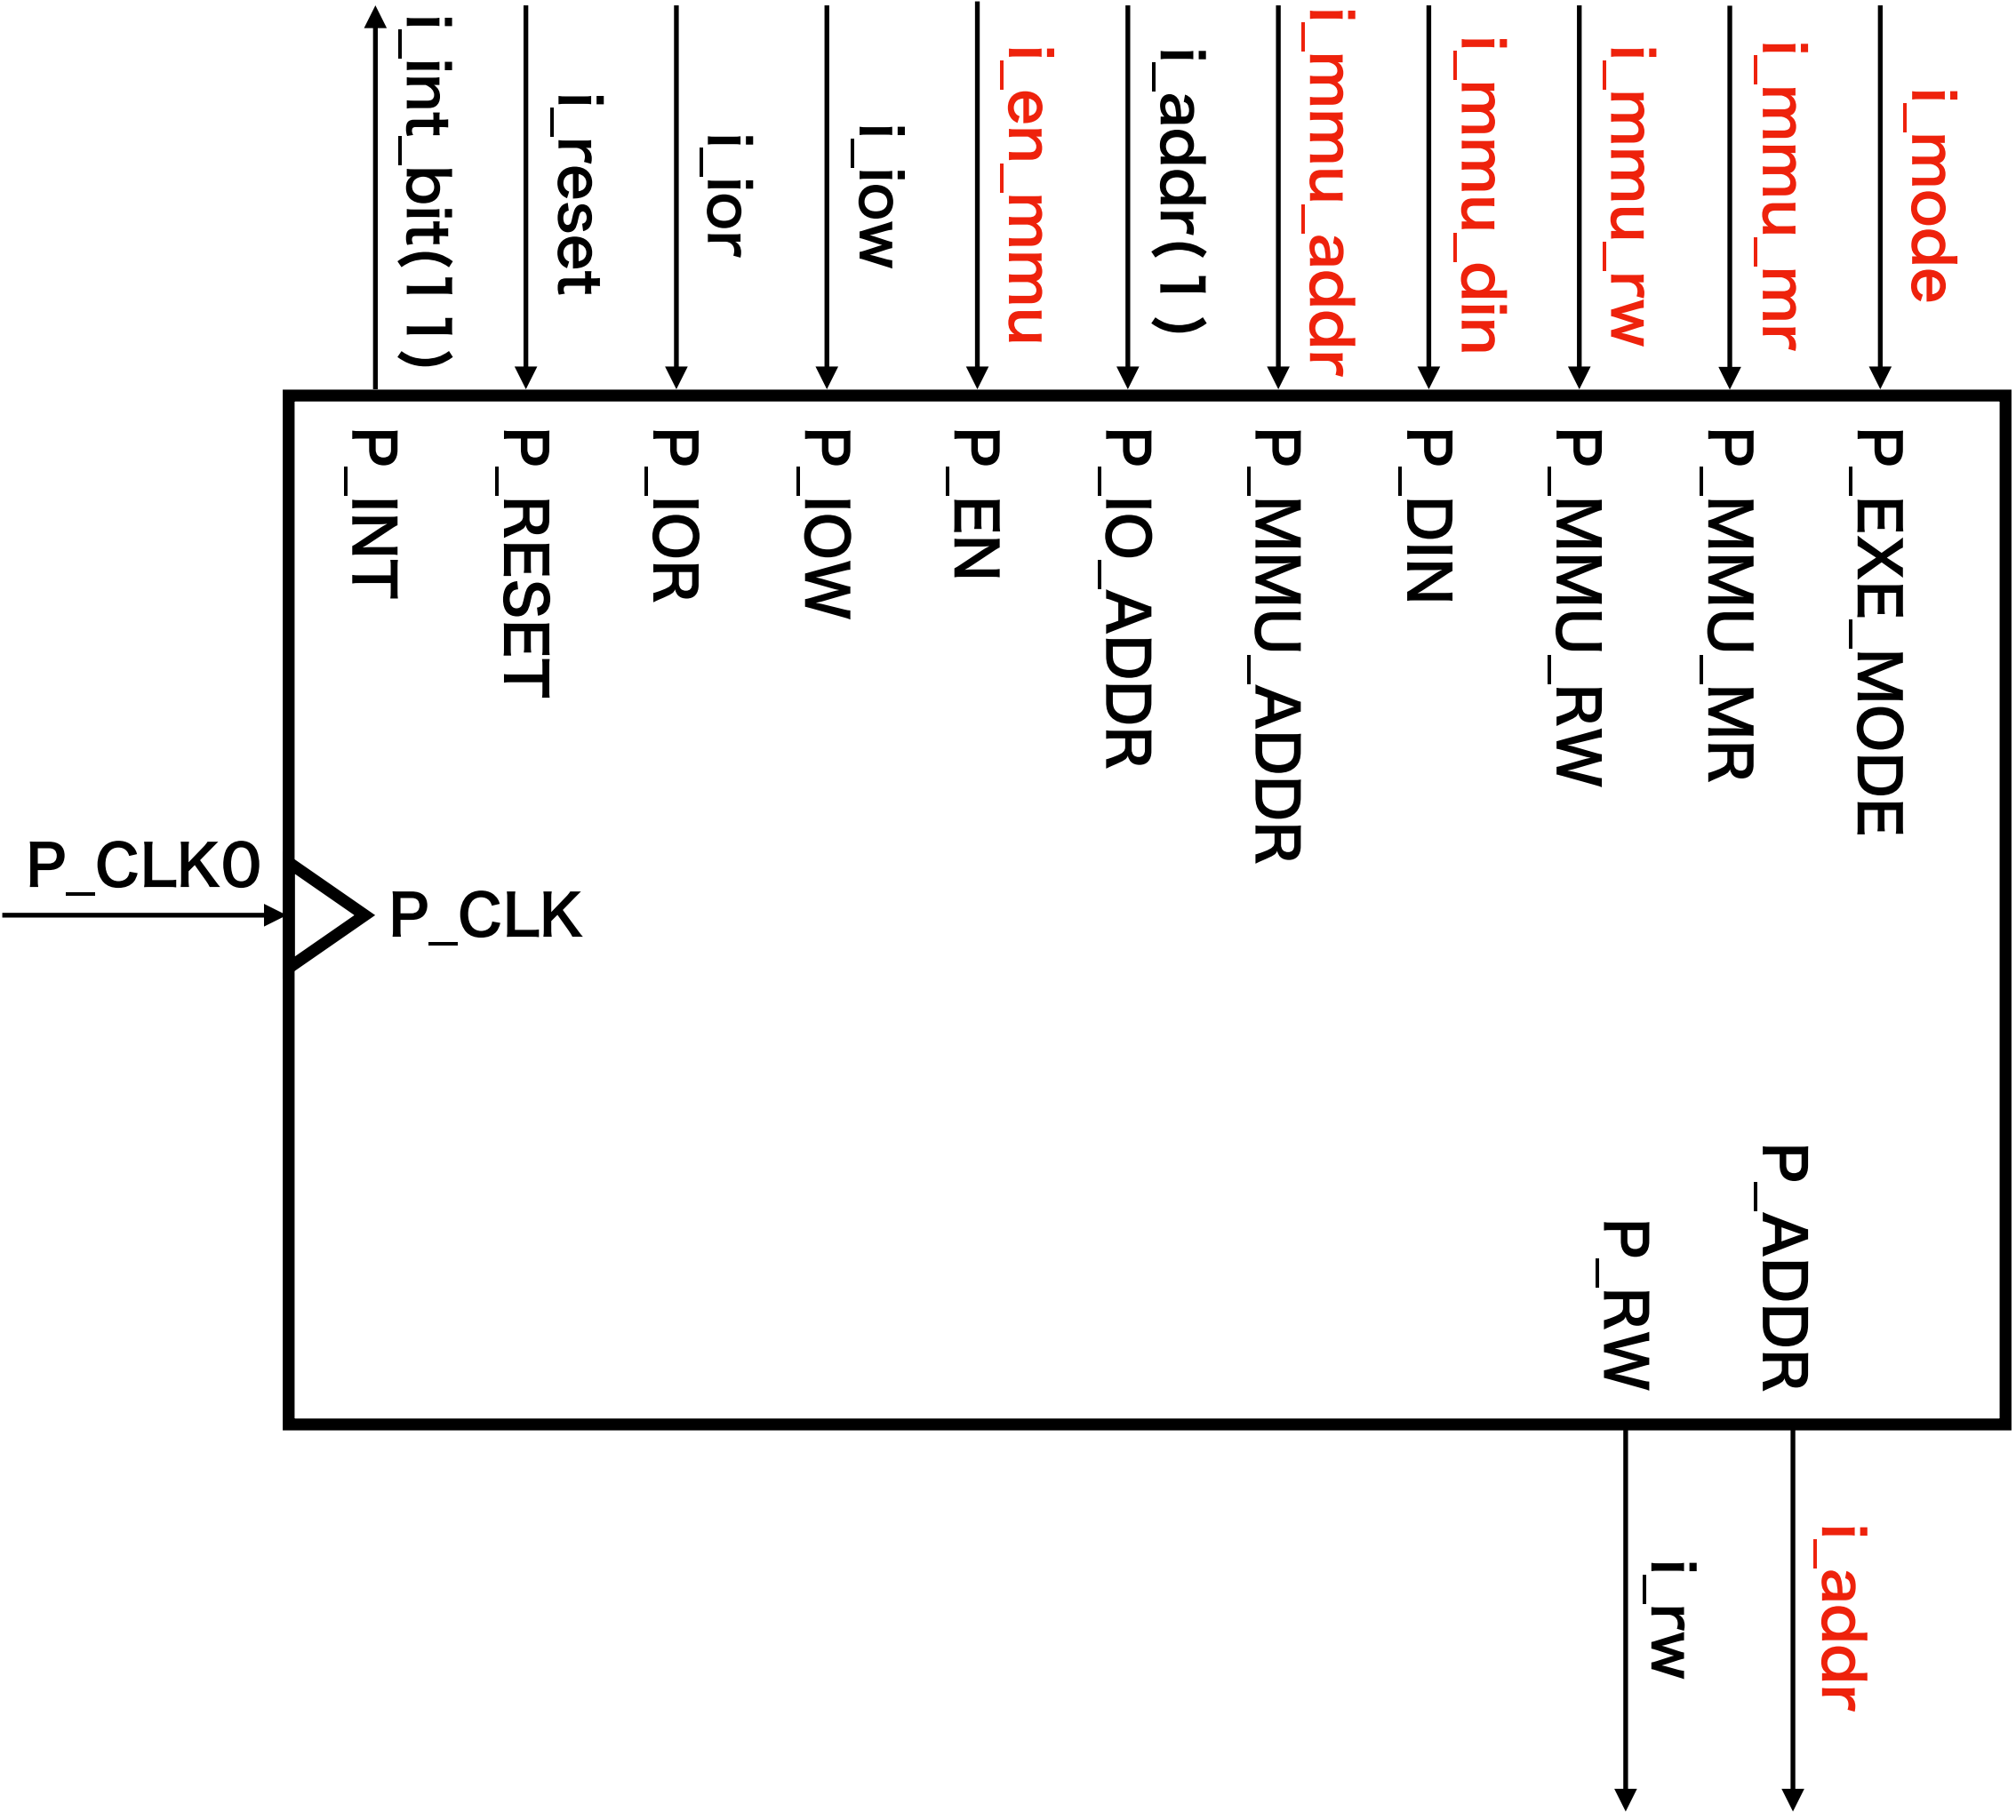 i_int_bit(11)
i_reset
i_ior
i_iow
i_en_mmu
i_addr(1)
i_mmu_addr
i_mmu_din
i_mmu_rw
i_mmu_mr
i_mode
P_INT
P_RESET
P_IOR
P_IOW
P_EN
P_IO_ADDR
P_MMU_ADDR
P_DIN
P_MMU_RW
P_MMU_MR
P_EXE_MODE
P_CLK0
P_CLK
P_RW
P_ADDR
i_rw
i_addr